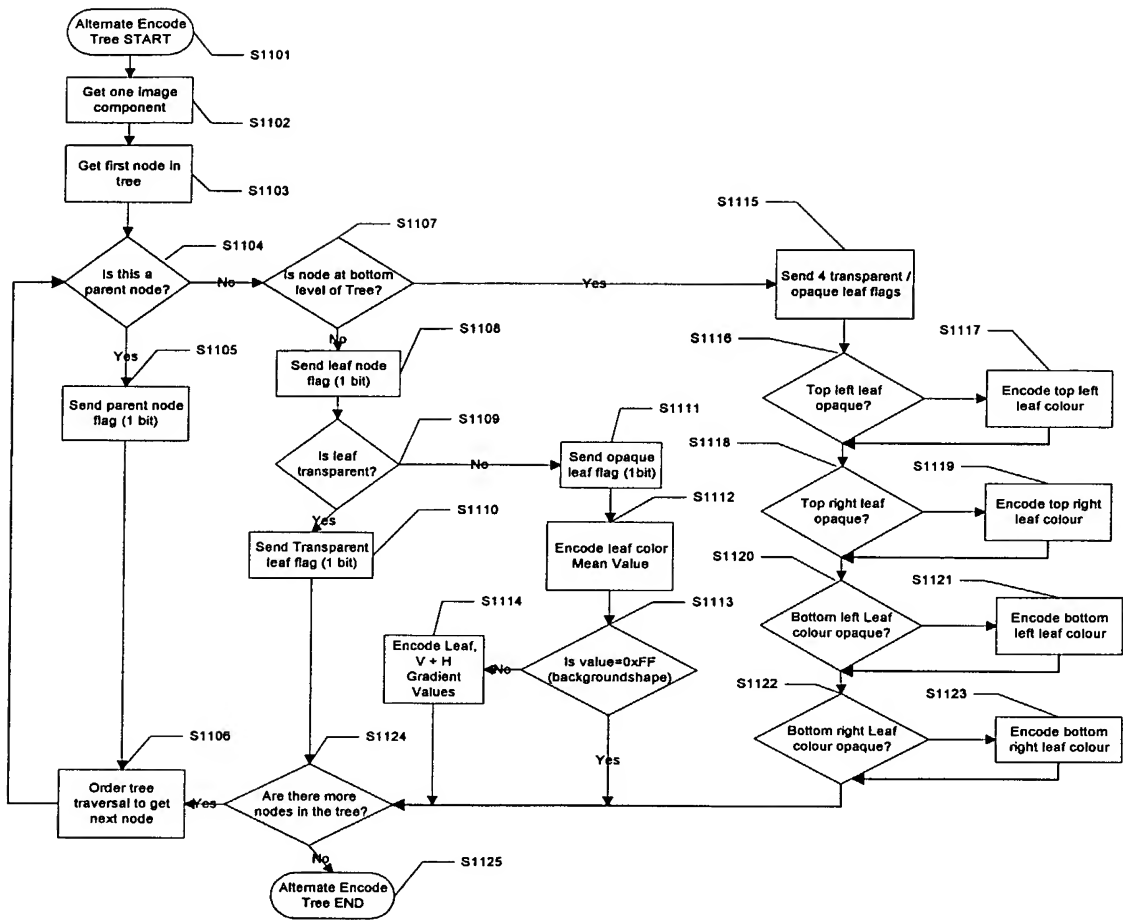 Alternate Encode
Tree START
S1101
Get one image
component
S1102
Get first node in
tree
S1103
S1104
Is this a
parent node?
No
Yes
S1105
Send parent node
flag (1 bit)
S1106
Order tree
traversal to get
next node
S1107
Is node at bottom
level of Tree?
Yes
No
S1108
Send leaf node
flag (1 bit)
S1109
Is leaf
transparent?
No
Yes
S1110
Send Transparent
leaf flag (1 bit)
S1111
Send opaque
leaf flag (1bit)
S1112
Encode leaf color
Mean Value
S1113
Is value=0xFF
(backgroundshape)
No
Yes
S1114
Encode Leaf,
V + H
Gradient
Values
S1115
Send 4 transparent /
opaque leaf flags
S1116
Top left leaf
opaque?
S1117
Encode top left
leaf colour
S1118
Top right leaf
opaque?
S1119
Encode top right
leaf colour
S1120
Bottom left Leaf
colour opaque?
S1121
Encode bottom
left leaf colour
S1122
Bottom right Leaf
colour opaque?
S1123
Encode bottom
right leaf colour
S1124
Are there more
nodes in the tree?
Yes
No
S1125
Alternate Encode
Tree END